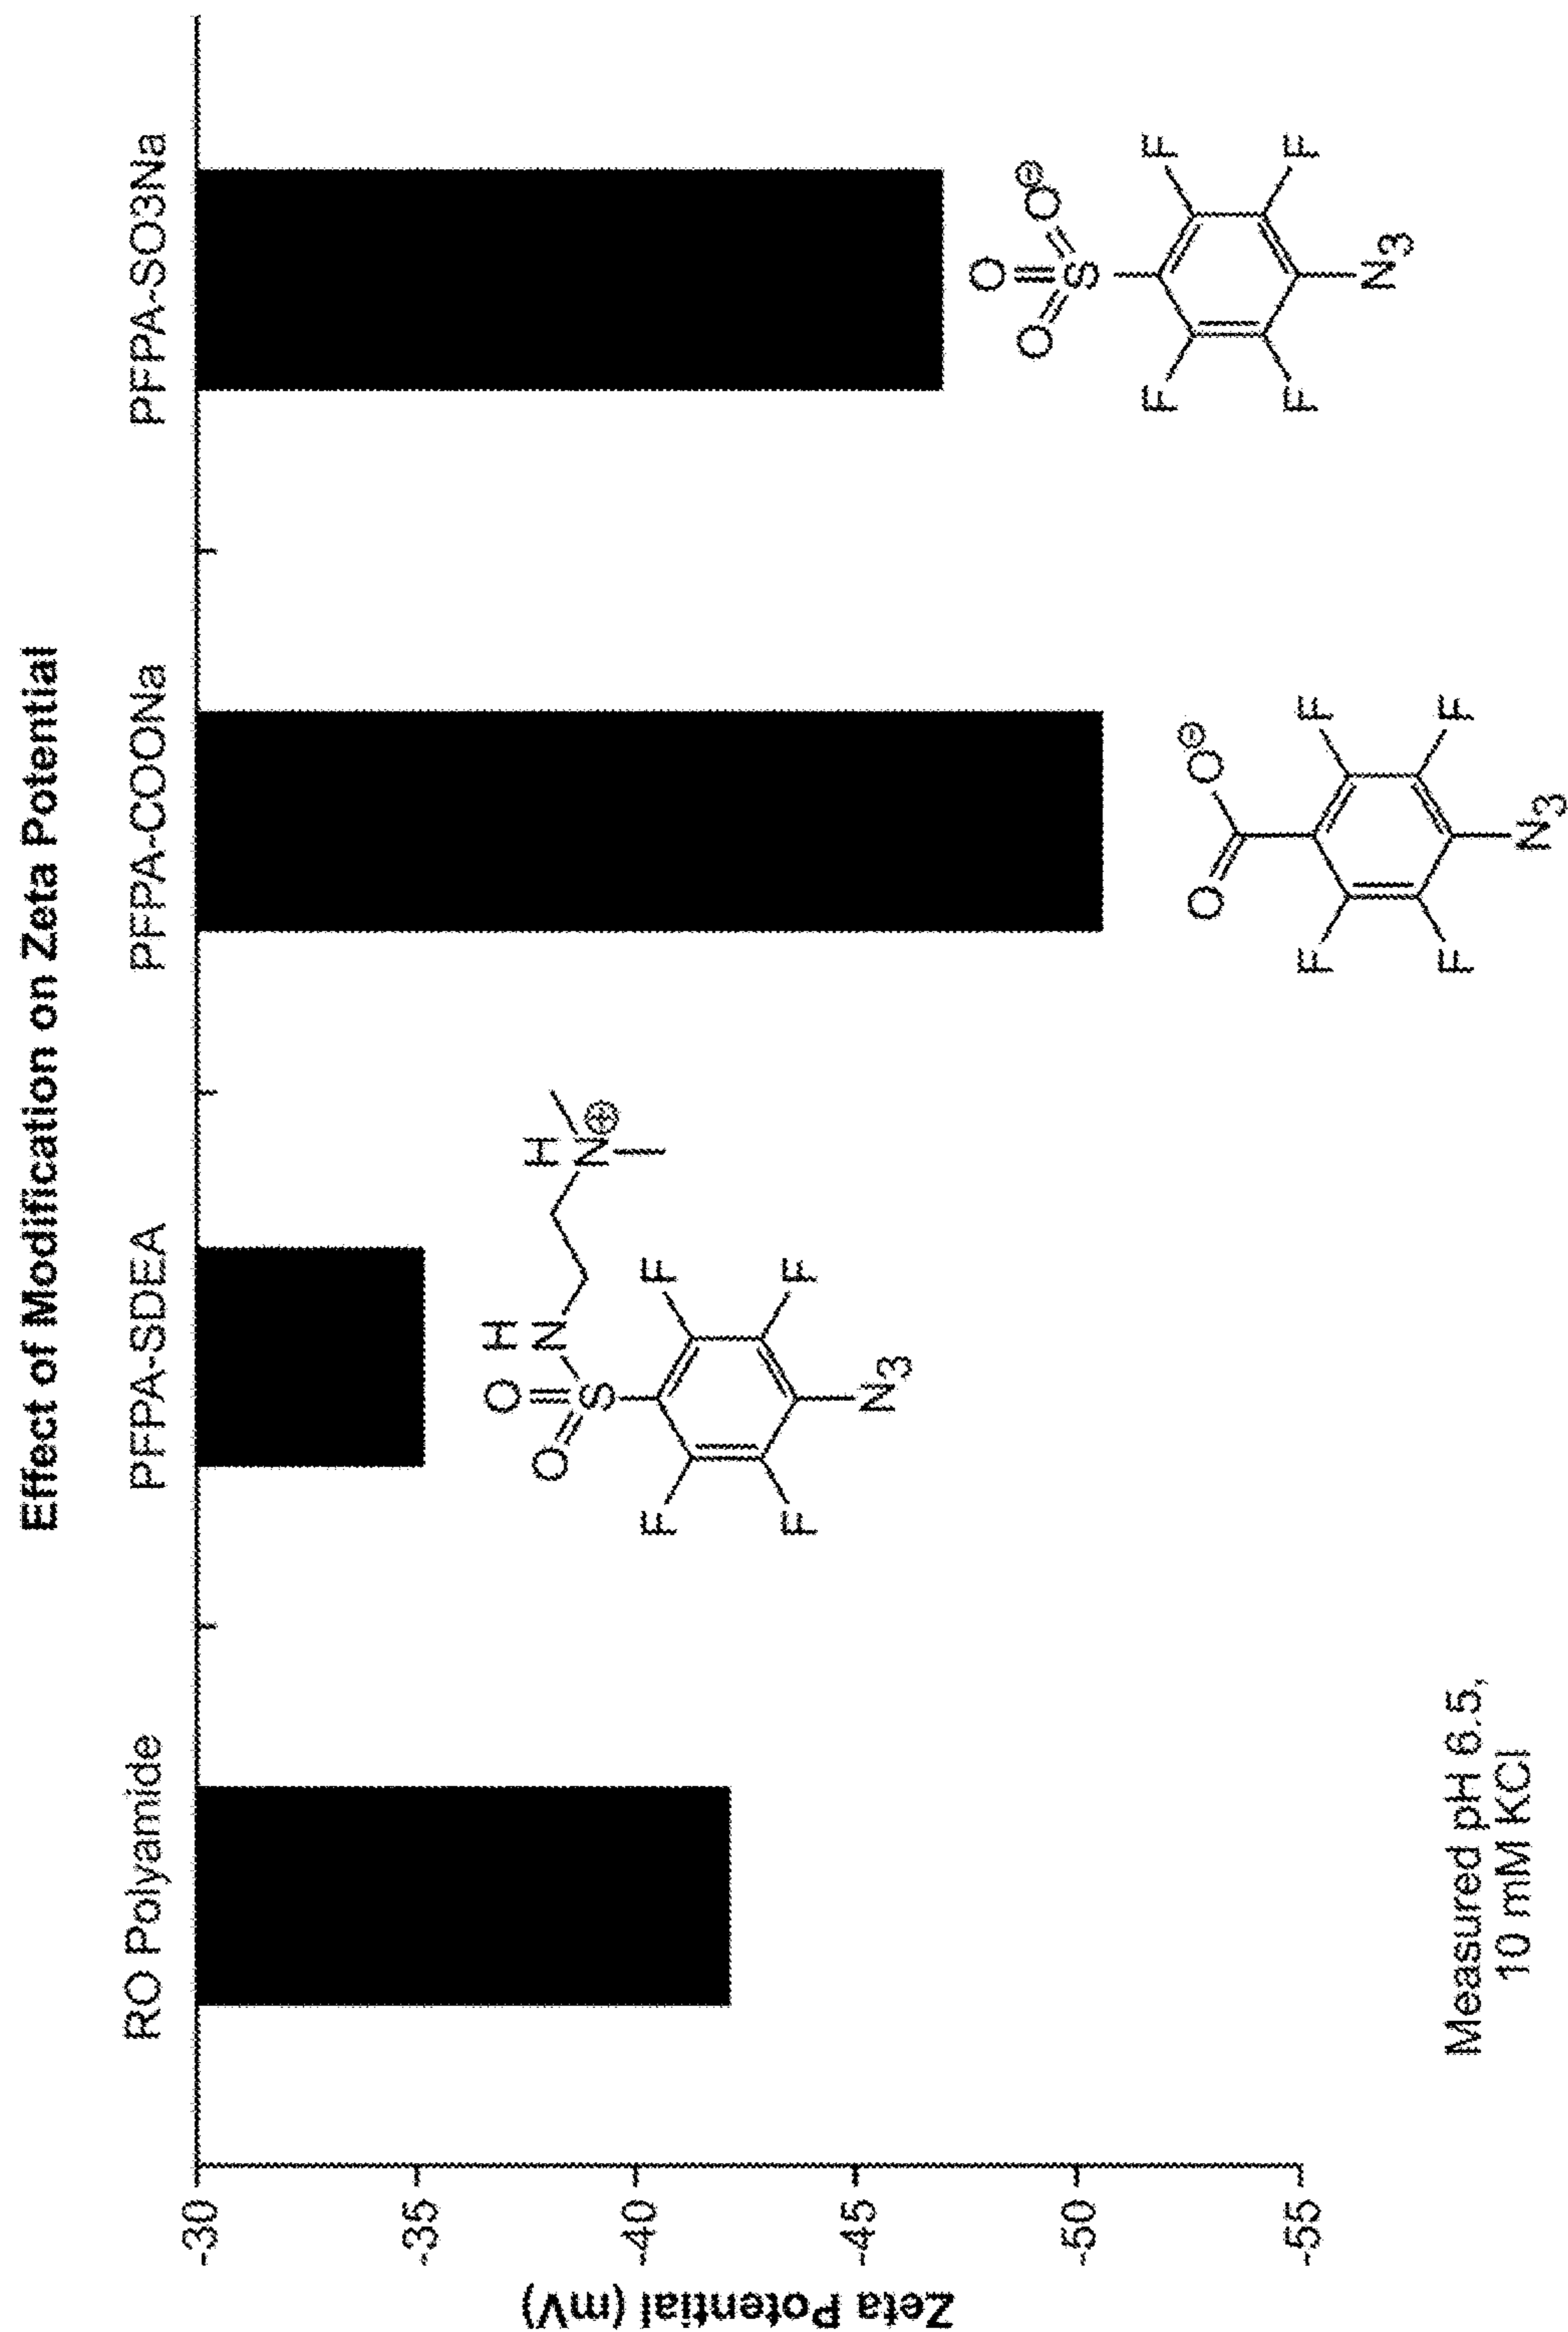 Effect of Modification on Zeta Potential
RO Polyamide
PFPA-SDEA
PFPA-COONa
PFPA-SO3Na
Zeta Potential (mV)
-30
-35
-40
-45
-50
-55
H
H
N⊕
O
N
O
S
F
F
F
F
N3
O
O⊖
F
F
F
F
N3
O
O
O⊖
S
F
F
F
F
N3
Measured pH 6.5,
10 mM KCl